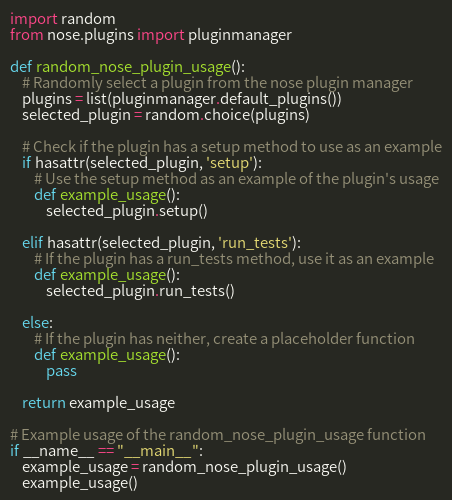 import random
from nose.plugins import pluginmanager

def random_nose_plugin_usage():
    # Randomly select a plugin from the nose plugin manager
    plugins = list(pluginmanager.default_plugins())
    selected_plugin = random.choice(plugins)

    # Check if the plugin has a setup method to use as an example
    if hasattr(selected_plugin, 'setup'):
        # Use the setup method as an example of the plugin's usage
        def example_usage():
            selected_plugin.setup()

    elif hasattr(selected_plugin, 'run_tests'):
        # If the plugin has a run_tests method, use it as an example
        def example_usage():
            selected_plugin.run_tests()

    else:
        # If the plugin has neither, create a placeholder function
        def example_usage():
            pass

    return example_usage

# Example usage of the random_nose_plugin_usage function
if __name__ == "__main__":
    example_usage = random_nose_plugin_usage()
    example_usage()